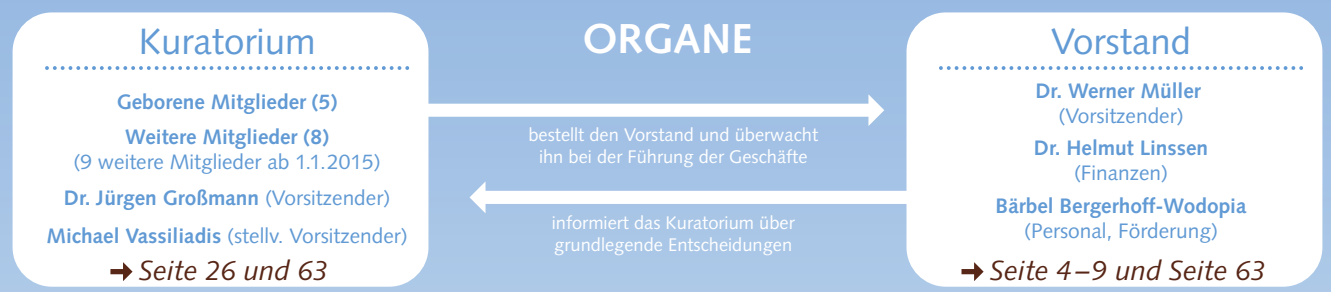 ORGANE
Kuratorium
Geborene Mitglieder (5)
Weitere Mitglieder (8)
(9 weitere Mitglieder ab 1.1.2015)
Dr. Jürgen Großmann (Vorsitzender)
Michael Vassiliadis (stellv. Vorsitzender)
➔ Seite 26 und 63
bestellt den Vorstand und überwacht
ihn bei der Führung der Geschäfte
informiert das Kuratorium über
grundlegende Entscheidungen
Vorstand
Dr. Werner Müller
(Vorsitzender)
Dr. Helmut Linssen
(Finanzen)
Bärbel Bergerhoff-Wodopia
(Personal, Förderung)
➔ Seite 4–9 und Seite 63